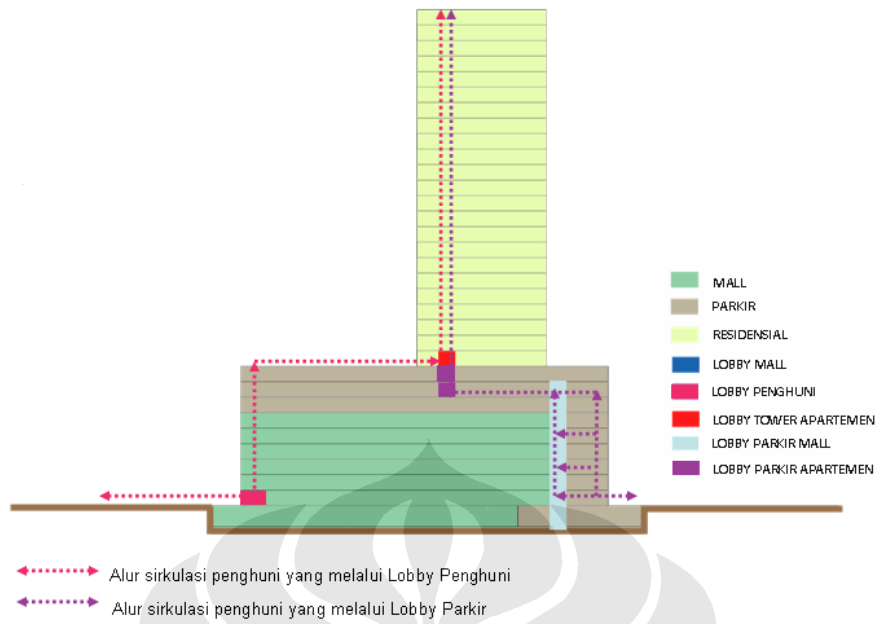 MALL
PARKIR
RESIDENSIAL
LOBBY MALL
LOBBY PENGHUNI
LOBBY TOWER APARTEMEN
LOBBY PARKIR MALL
LOBBY PARKIR APARTEMEN
Alur sirkulasi penghuni yang melalui Lobby Penghuni
Alur sirkulasi penghuni yang melalui Lobby Parkir